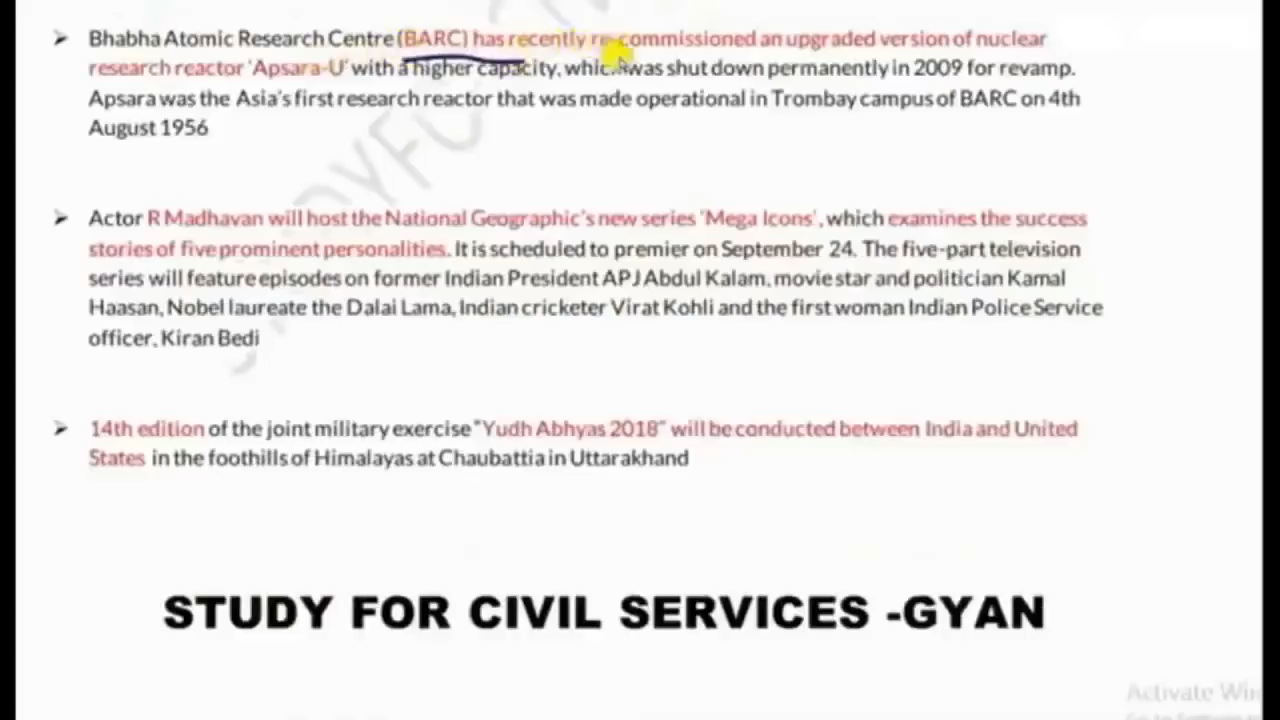 ➤ Bhabha Atomic Research Centre (BARC) has recently re-commissioned an upgraded version of nuclear
research reactor 'Apsara-U' with a higher capacity, which was shut down permanently in 2009 for revamp.
Apsara was the Asia's first research reactor that was made operational in Trombay campus of BARC on 4th
August 1956
➤ Actor R Madhavan will host the National Geographic's new series 'Mega Icons', which examines the success
stories of five prominent personalities. It is scheduled to premier on September 24. The five-part television
series will feature episodes on former Indian President APJ Abdul Kalam, movie star and politician Kamal
Haasan, Nobel laureate the Dalai Lama, Indian cricketer Virat Kohli and the first woman Indian Police Service
officer, Kiran Bedi
➤ 14th edition of the joint military exercise "Yudh Abhyas 2018" will be conducted between India and United
States in the foothills of Himalayas at Chaubattia in Uttarakhand
STUDY FOR CIVIL SERVICES -GYAN
Activate Win